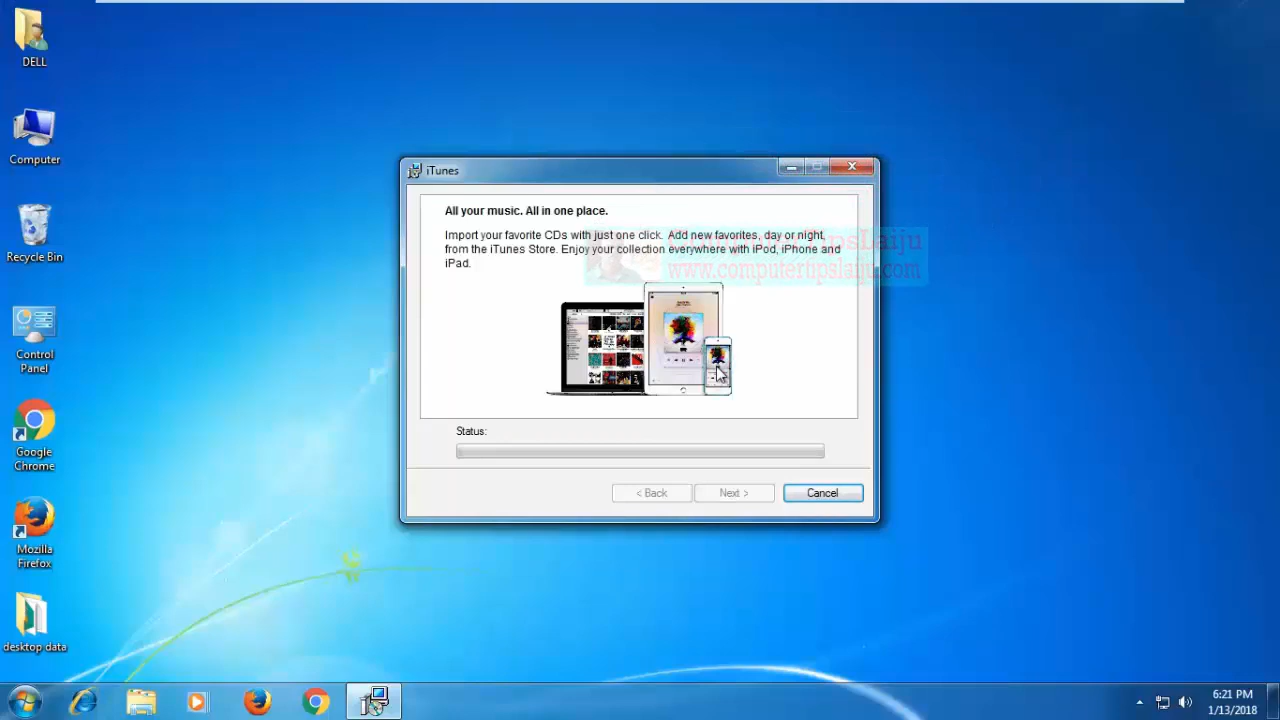 DELL
Computer
Recycle Bin
Control
Panel
Google
Chrome
Mozilla
Firefox
desktop data
iTunes
All your music. All in one place.
Import your favorite CDs with just one click. Add new favorites, day or night,
from the iTunes Store. Enjoy your collection everywhere with iPod, iPhone and
iPad.
www.computertipslaiju.com
Status:
< Back
Next >
Cancel
6:21 PM
1/13/2018